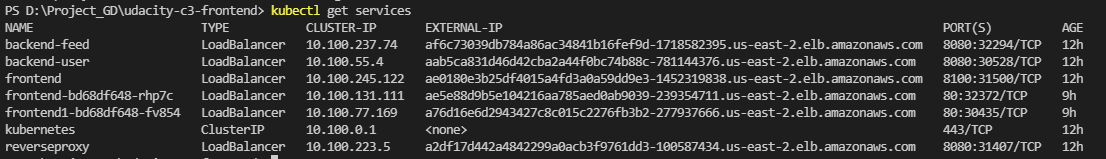 PS D:\Project_GD\udacity-c3-frontend> kubectl get services
NAME TYPE CLUSTER-IP EXTERNAL-IP PORT(S) AGE
backend-feed LoadBalancer 10.100.237.74 af6c73039db784a86ac34841b16fef9d-1718582395.us-east-2.elb.amazonaws.com 8080:32294/TCP 12h
backend-user LoadBalancer 10.100.55.4 aab5ca831d46d42cba2a44f0bc74b88c-781144376.us-east-2.elb.amazonaws.com 8080:30528/TCP 12h
frontend LoadBalancer 10.100.245.122 ae0180e3b25df4015a4fd3a0a59dd9e3-1452319838.us-east-2.elb.amazonaws.com 8100:31500/TCP 12h
frontend-bd68df648-rhp7c LoadBalancer 10.100.131.111 ae5e88d9b5e104216aa785aed0ab9039-239354711.us-east-2.elb.amazonaws.com 80:32372/TCP 9h
frontend1-bd68df648-fv854 LoadBalancer 10.100.77.169 a76d16e6d2943427c8c015c2276fb3b2-277937666.us-east-2.elb.amazonaws.com 80:30435/TCP 9h
kubernetes ClusterIP 10.100.0.1 <none> 443/TCP 12h
reverseproxy LoadBalancer 10.100.223.5 a2df17d442a4842299a0acb3f9761dd3-100587434.us-east-2.elb.amazonaws.com 8080:31407/TCP 12h